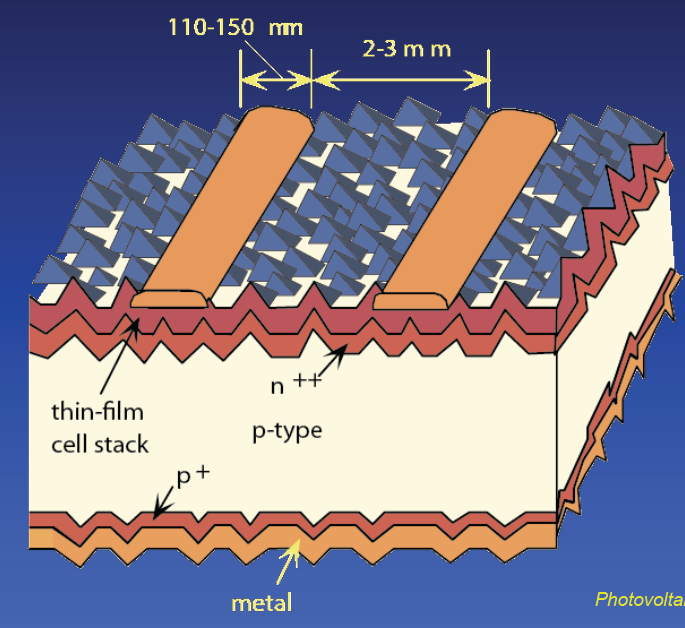 110-150 mm
2-3 m m
n ++
thin-film
cell stack
p-type
p+
metal
Photovolta